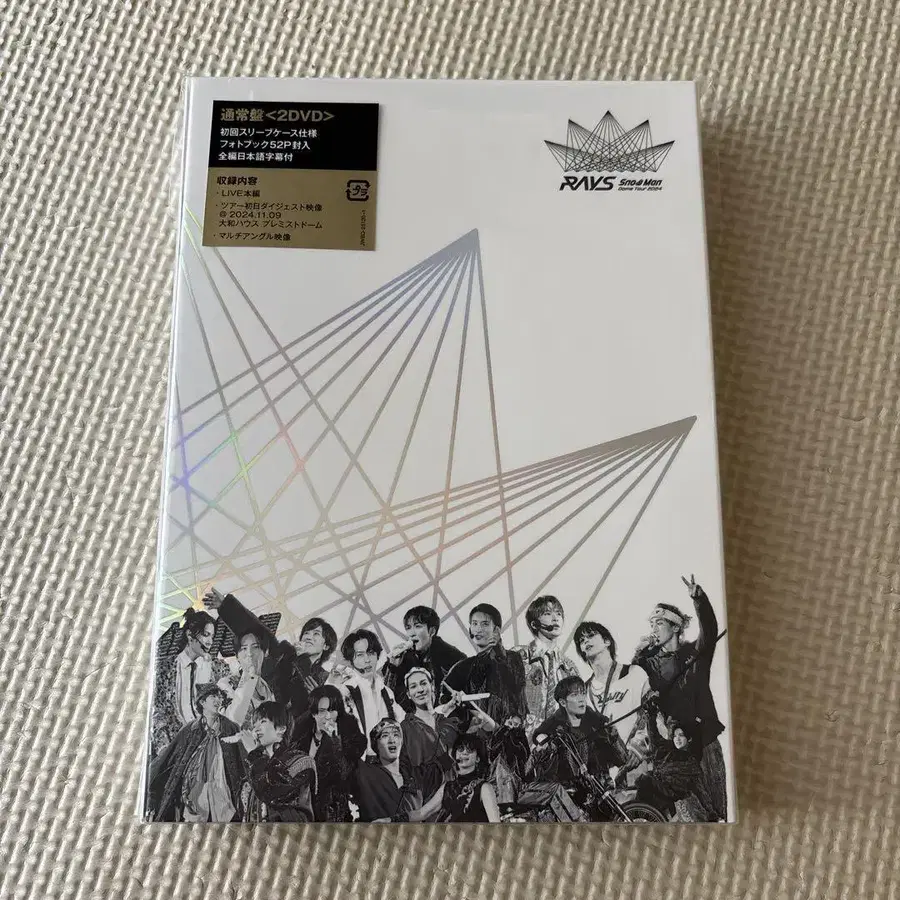 通常盤<2DVD>
初回スリーブケース仕様
フォトブック52P封入
全編日本語字幕付
収録内容
・LIVE本編
・ツアー初日ダイジェスト映像
@ 2024.11.09
大和ハウス プレミストドーム
・マルチアングル映像
プラ
RAYS Snow Man
Dome Tour 2024